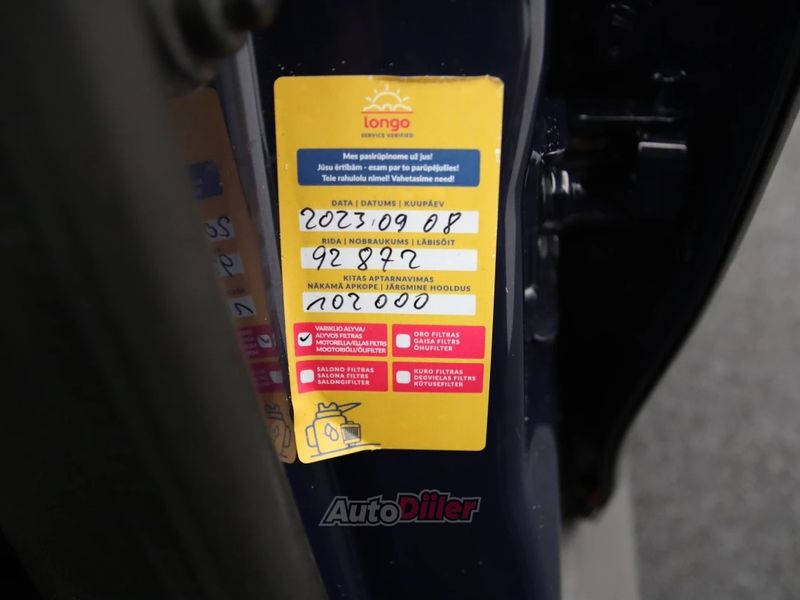 longo
SERVICE VERIFIED
Mes pasirūpinome už jus!
Jūsu ērtībām - esam par to parūpējušies!
Teie rahulolu nimel! Vahetasime need!
DATA | DATUMS | KUUPÄEV
2023.09 08
RIDA | NOBRAUKUMS | LÄBISÕIT
92 872
KITAS APTARNAVIMAS
NĀKAMĀ APKOPE | JÄRGMINE HOOLDUS
102 000
VARIKLIO ALYVA/
ALYVOS FILTRAS
MOTORELLA/EĻĻAS FILTRS
MOOTORIÕLI/ÕLIFILTER
ORO FILTRAS
GAISA FILTRS
ÕHUFILTER
SALONO FILTRAS
SALONA FILTRS
SALONGIFILTER
KURO FILTRAS
DEGVIELAS FILTRS
KÜTUSEFILTER
AutoDiiler